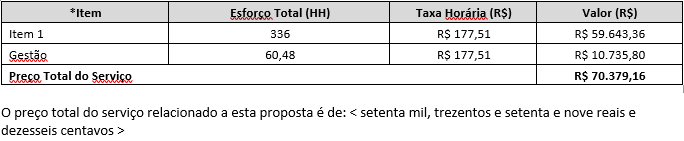 *Item Esforço Total (HH) Taxa Horária (R$) Valor (R$)
Item 1 336 R$ 177,51 R$ 59.643,36
Gestão 60,48 R$ 177,51 R$ 10.735,80
Preço Total do Serviço R$ 70.379,16
O preço total do serviço relacionado a esta proposta é de: < setenta mil, trezentos e setenta e nove reais e
dezesseis centavos >